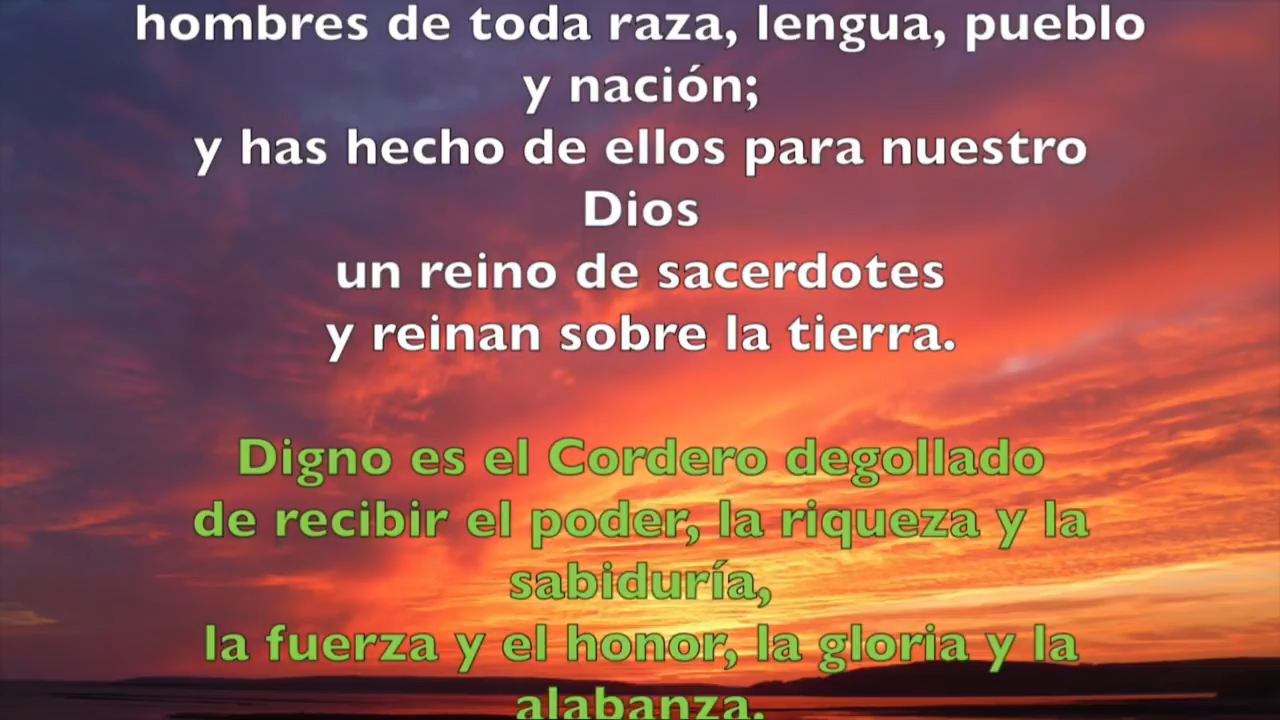 hombres de toda raza, lengua, pueblo
y nación;
y has hecho de ellos para nuestro
Dios
un reino de sacerdotes
y reinan sobre la tierra.
Digno es el Cordero degollado
de recibir el poder, la riqueza y la
sabiduría,
la fuerza y el honor, la gloria y la
alabanza.